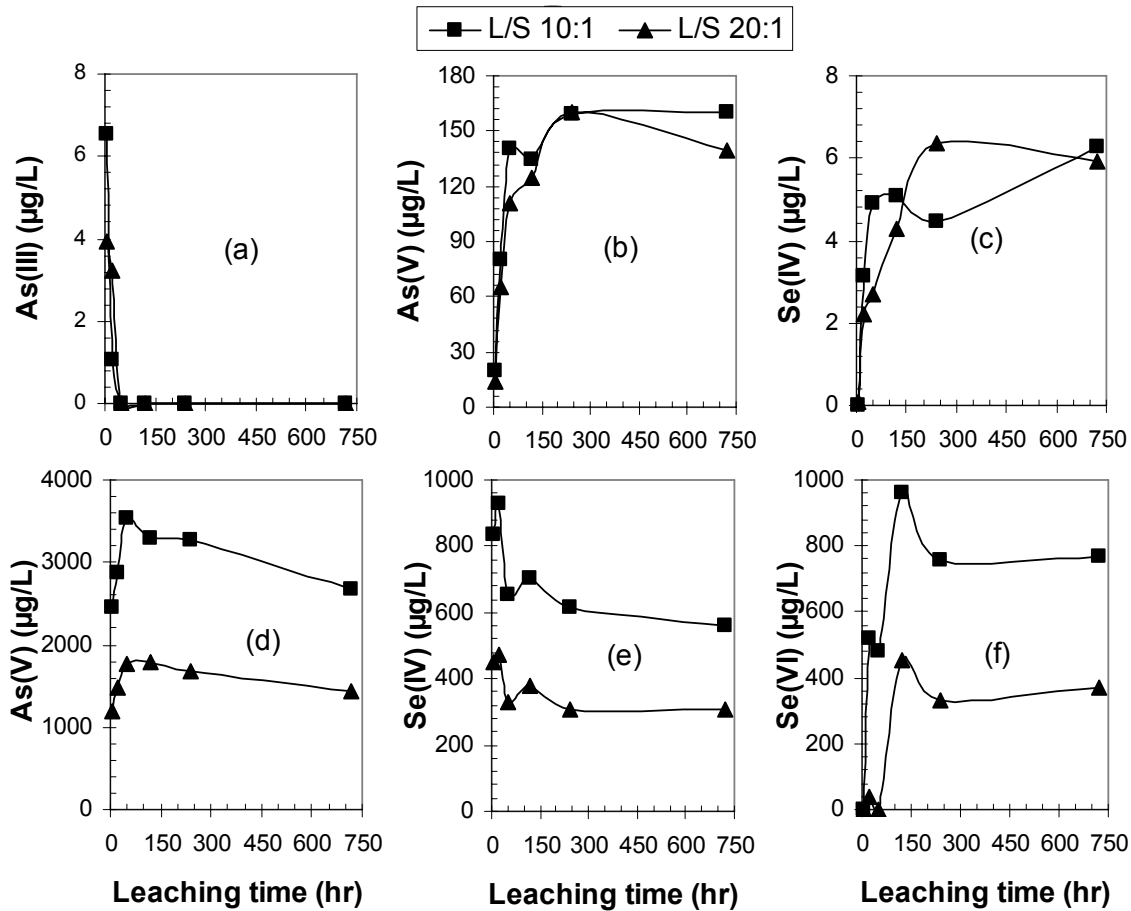 L/S 10:1 L/S 20:1
As(III) (µg/L)
8
6
4
2
0
(a)
0 150 300 450 600 750
As(V) (µg/L)
180
150
120
90
60
30
0
(b)
0 150 300 450 600 750
Se(IV) (µg/L)
8
6
4
2
0
(c)
0 150 300 450 600 750
As(V) (µg/L)
4000
3000
2000
1000
0
(d)
0 150 300 450 600 750
Leaching time (hr)
Se(IV) (µg/L)
1000
800
600
400
200
0
(e)
0 150 300 450 600 750
Leaching time (hr)
Se(VI) (µg/L)
1000
800
600
400
200
0
(f)
0 150 300 450 600 750
Leaching time (hr)